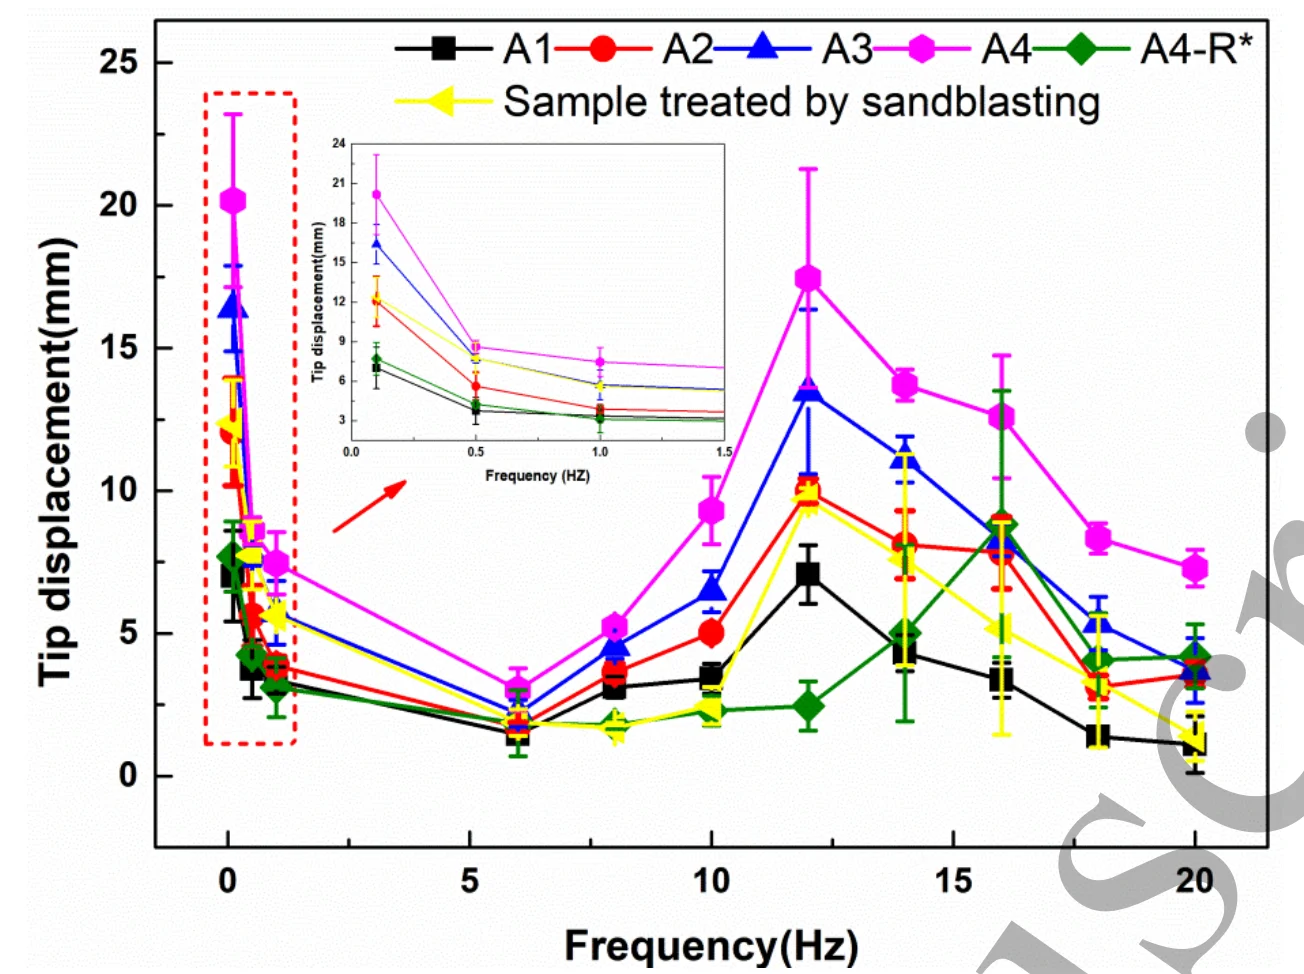 A1 A2 A3 A4 A4-R*
Sample treated by sandblasting
Tip displacement(mm)
25
20
15
10
5
0
Tip displacement(mm)
24
21
18
15
12
9
6
3
0.0 0.5 1.0 1.5
Frequency (HZ)
0 5 10 15 20
Frequency(Hz)